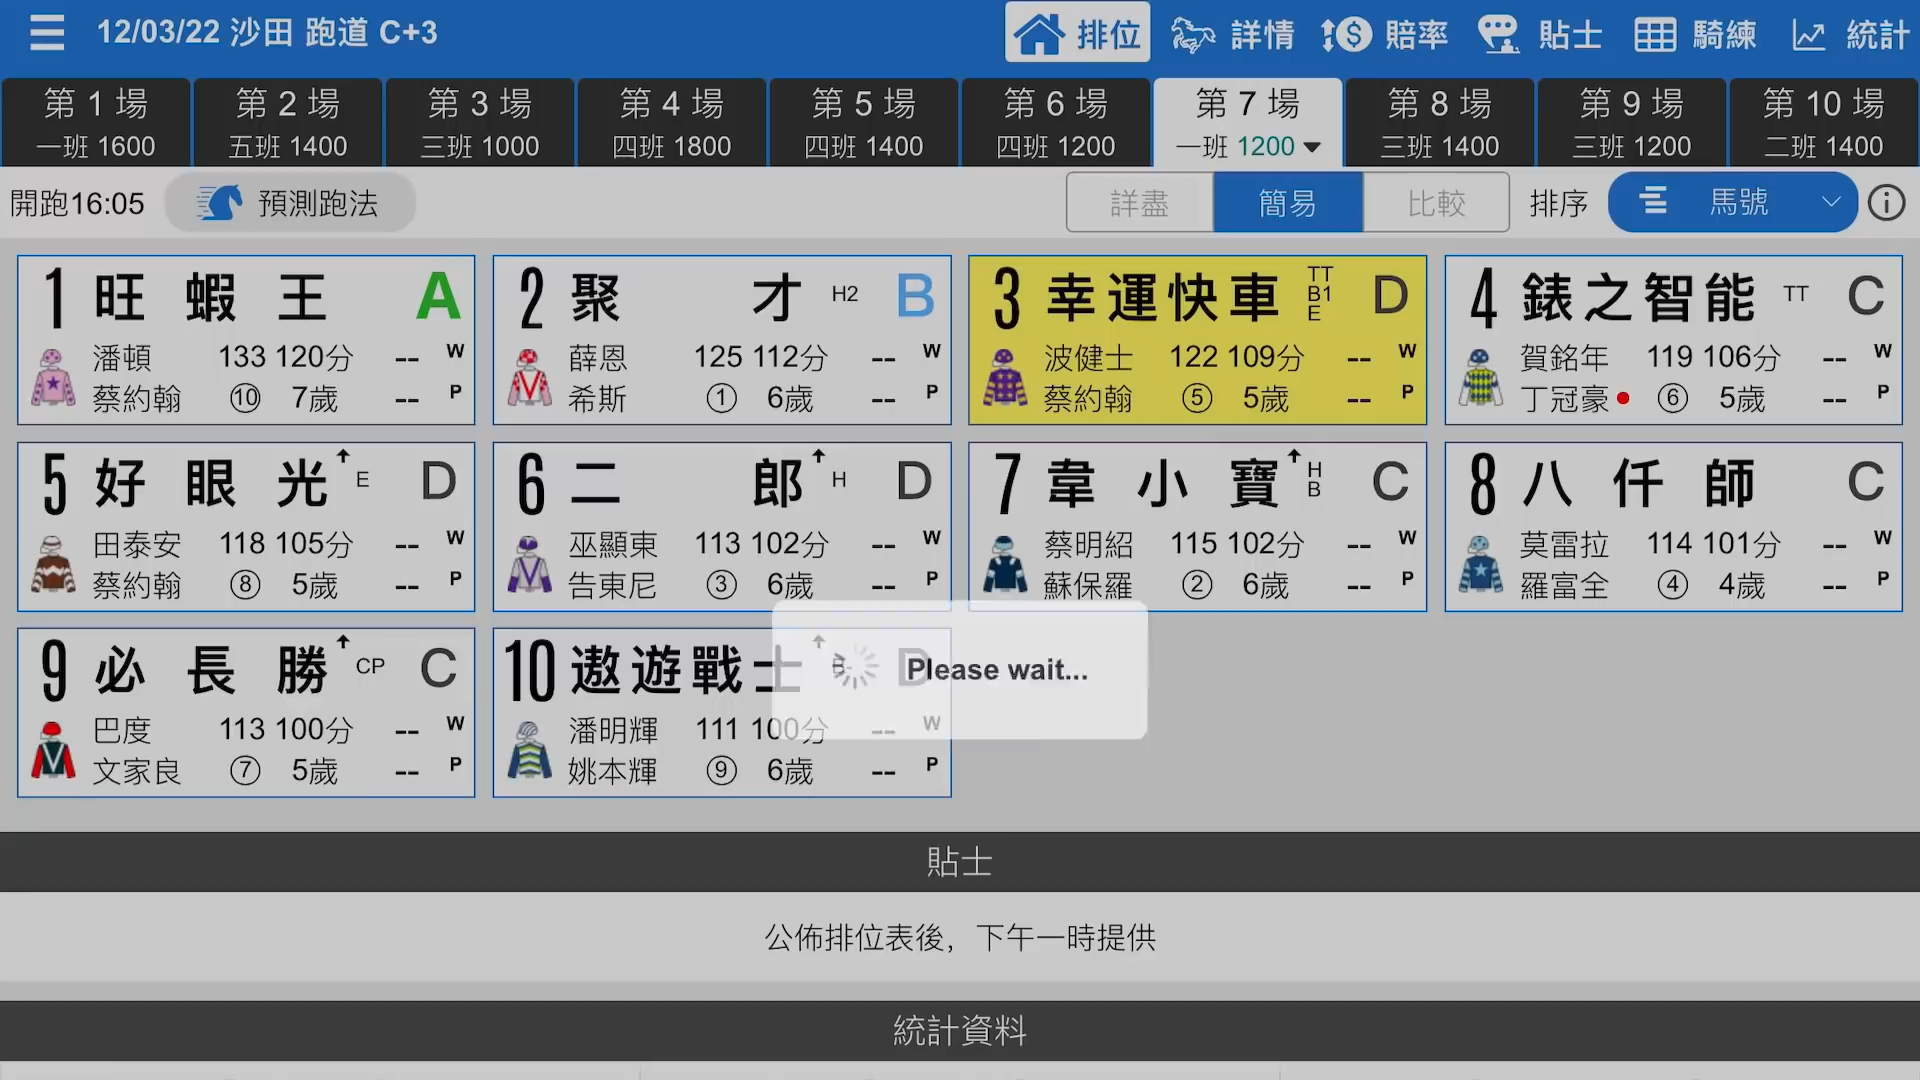 12/03/22 沙田 跑道 C+3
排位 詳情 賠率 貼士 騎練 統計
第 1 場 第 2 場 第 3 場 第 4 場 第 5 場 第 6 場 第 7 場 第 8 場 第 9 場 第 10 場
一班 1600 五班 1400 三班 1000 四班 1800 四班 1400 四班 1200 一班 1200 三班 1400 三班 1200 二班 1400
開跑16:05 預測跑法 詳盡 簡易 比較 排序 馬號
1 旺蝦王 A
潘頓 133 120分 -- W
蔡約翰 ⑩ 7歲 -- P
2 聚才 H2 B
薛恩 125 112分 -- W
希斯 ① 6歲 -- P
3 幸運快車 TT B1 E D
波健士 122 109分 -- W
蔡約翰 ⑤ 5歲 -- P
4 錶之智能 TT C
賀銘年 119 106分 -- W
丁冠豪 ⑥ 5歲 -- P
5 好眼光 E D
田泰安 118 105分 -- W
蔡約翰 ⑧ 5歲 -- P
6 二郎 H D
巫顯東 113 102分 -- W
告東尼 ③ 6歲 -- P
7 韋小寶 H B C
蔡明紹 115 102分 -- W
蘇保羅 ② 6歲 -- P
8 八仟師 C
莫雷拉 114 101分 -- W
羅富全 ④ 4歲 -- P
9 必長勝 CP C
巴度 113 100分 -- W
文家良 ⑦ 5歲 -- P
10 遨遊戰士 D
潘明輝 111 100分 -- W
姚本輝 ⑨ 6歲 -- P
Please wait...
貼士
公佈排位表後，下午一時提供
統計資料